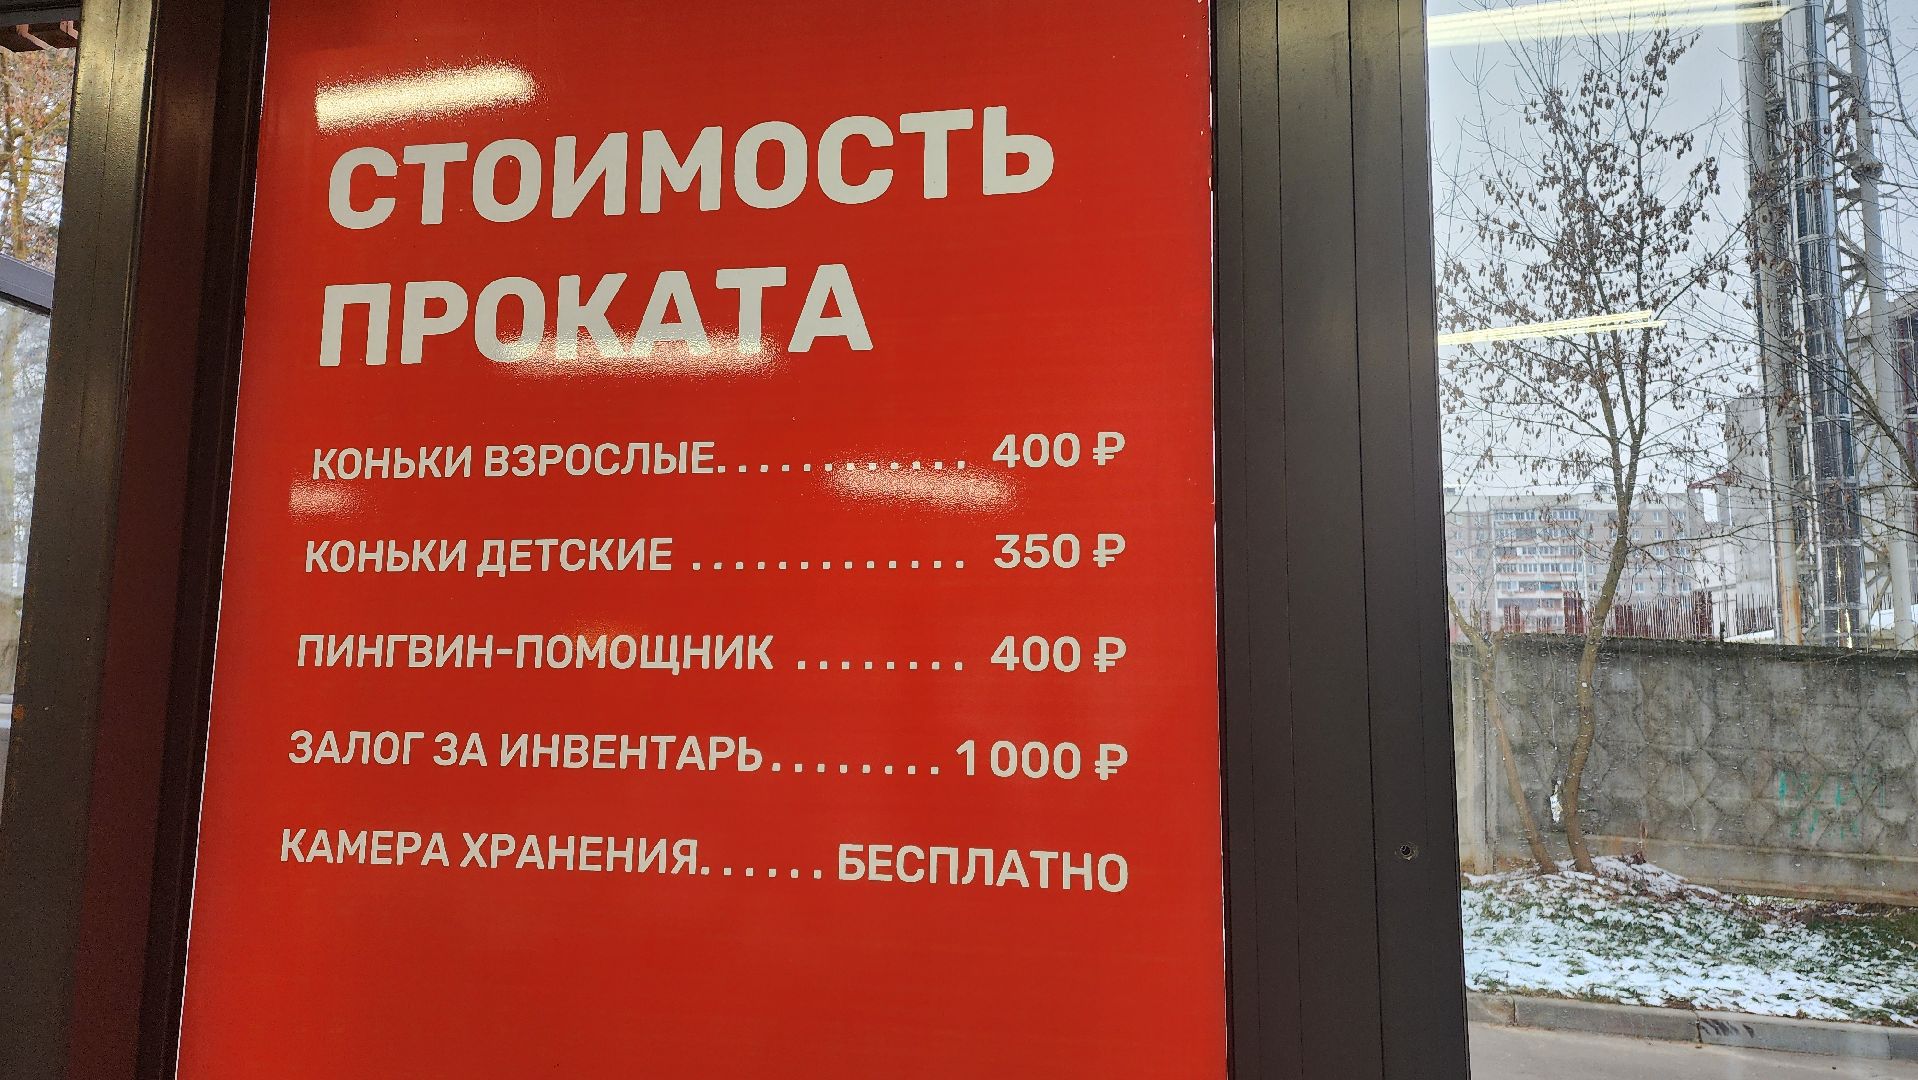 СТОИМОСТЬ
ПРОКАТА
КОНЬКИ ВЗРОСЛЫЕ............ 400 ₽
КОНЬКИ ДЕТСКИЕ ............. 350 ₽
ПИНГВИН-ПОМОЩНИК ........ 400 ₽
ЗАЛОГ ЗА ИНВЕНТАРЬ........ 1 000 ₽
КАМЕРА ХРАНЕНИЯ...... БЕСПЛАТНО